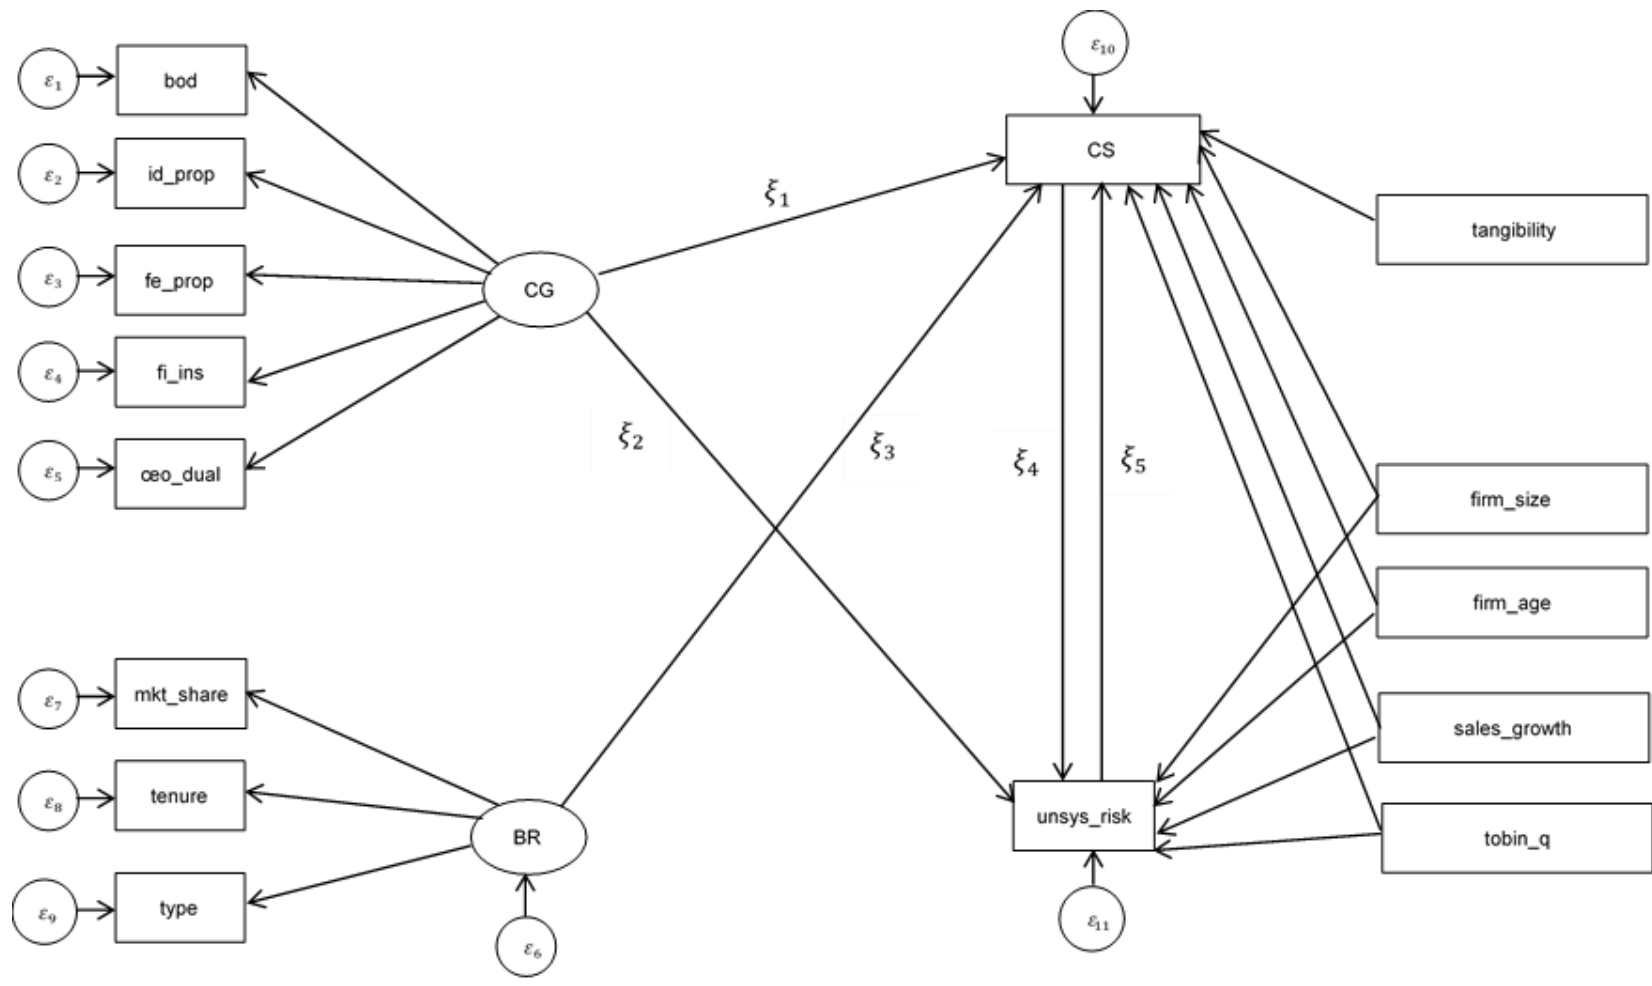 ε₁
bod
ε₂
id_prop
ε₃
fe_prop
ε₄
fi_ins
ε₅
ceo_dual
CG
ξ₁
ξ₂
ξ₃
ξ₄
ξ₅
ε₁₀
CS
tangibility
firm_size
firm_age
sales_growth
tobin_q
unsys_risk
ε₁₁
ε₇
mkt_share
ε₈
tenure
ε₉
type
BR
ε₆